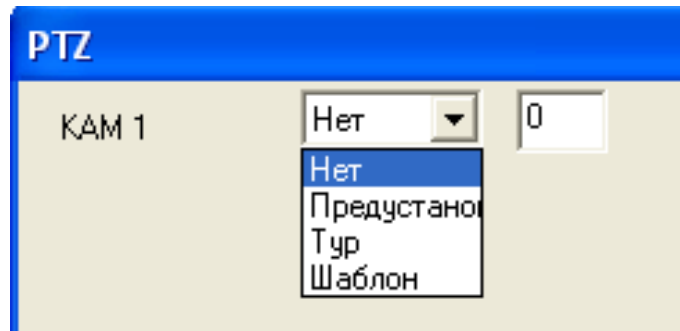 PTZ
КАМ 1 Нет 0
Нет
Предустано
Тур
Шаблон